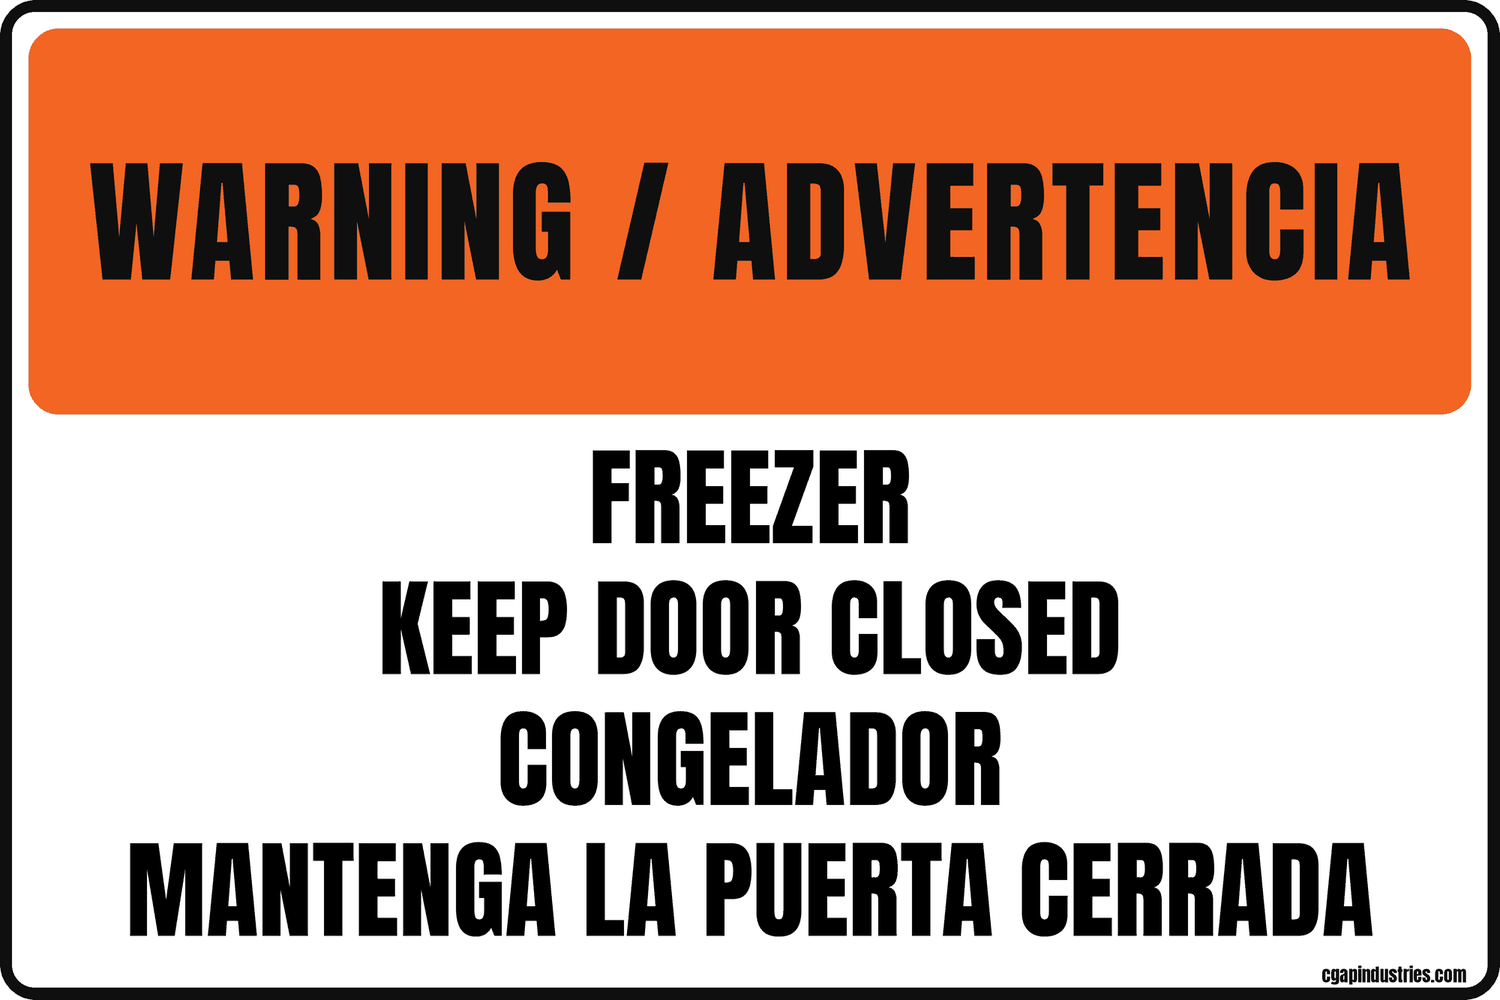 WARNING / ADVERTENCIA
FREEZER
KEEP DOOR CLOSED
CONGELADOR
MANTENGA LA PUERTA CERRADA
cgapindustries.com